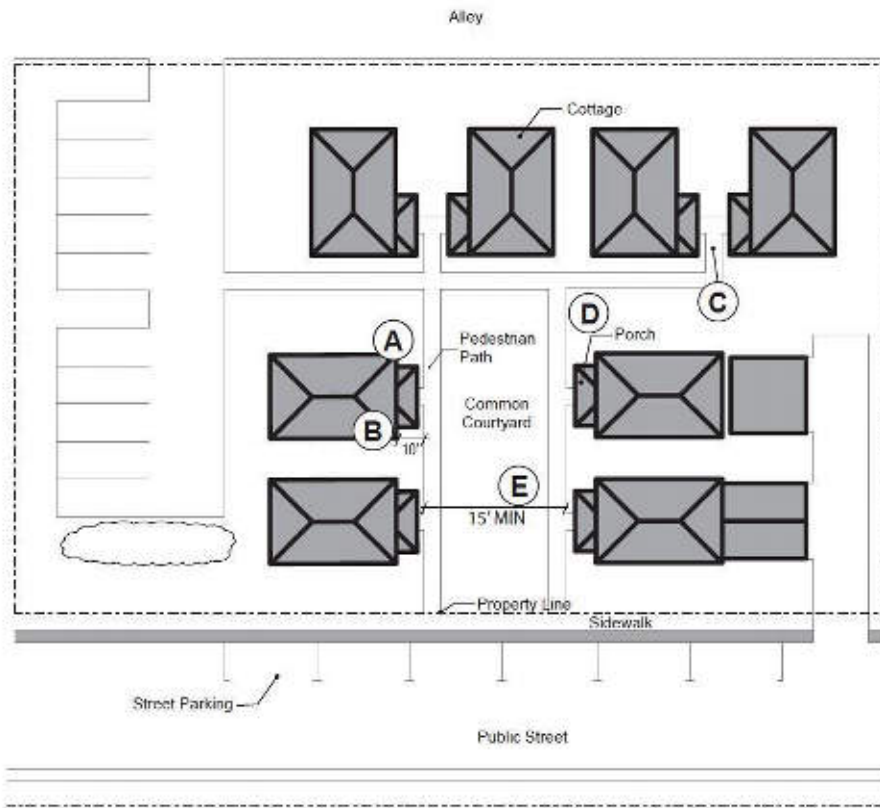 Alley
Cottage
C
D
Porch
A
Pedestrian
Path
Common
Courtyard
B
10"
E
15' MIN
Property Line
Sidewalk
Street Parking
Public Street